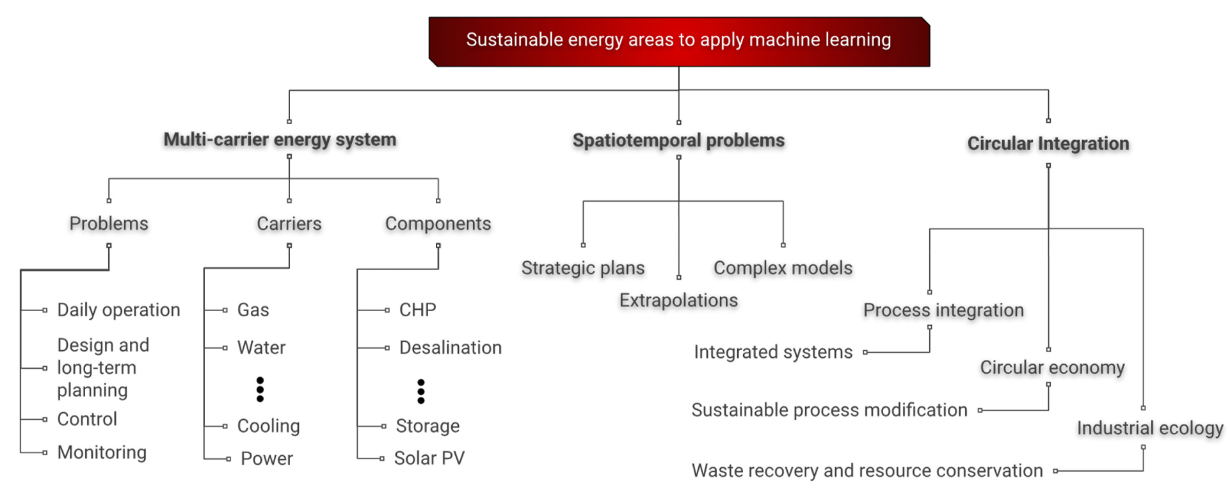 Sustainable energy areas to apply machine learning
Multi-carrier energy system
Spatiotemporal problems
Circular Integration
Problems
Carriers
Components
Daily operation
Design and
long-term
planning
Control
Monitoring
Gas
Water
Cooling
Power
CHP
Desalination
Storage
Solar PV
Strategic plans
Extrapolations
Complex models
Process integration
Integrated systems
Circular economy
Sustainable process modification
Industrial ecology
Waste recovery and resource conservation